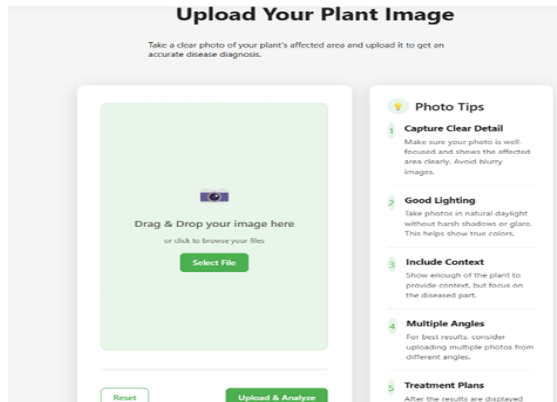 Upload Your Plant Image
Take a clear photo of your plant's affected area and upload it to get an
accurate disease diagnosis.
Drag & Drop your image here
or click to browse your files
Select File
Reset
Upload & Analyze
Photo Tips
1
Capture Clear Detail
Make sure your photo is well-
focused and shows the affected
area clearly. Avoid blurry
images.
2
Good Lighting
Take photos in natural daylight
without harsh shadows or glare.
This helps show true colors.
3
Include Context
Show enough of the plant to
provide context, but focus on
the diseased part.
4
Multiple Angles
For best results, consider
uploading multiple photos from
different angles.
5
Treatment Plans
After the results are displayed